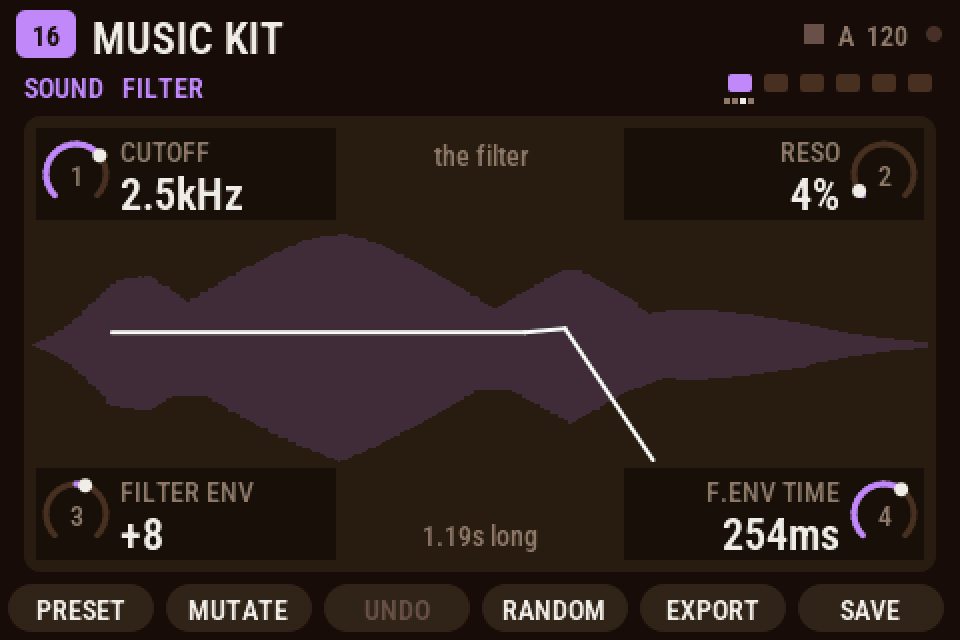 16 MUSIC KIT
A 120
SOUND FILTER
1 CUTOFF
2.5kHz
the filter
RESO 2
4%
3 FILTER ENV
+8
1.19s long
F.ENV TIME 4
254ms
PRESET MUTATE UNDO RANDOM EXPORT SAVE